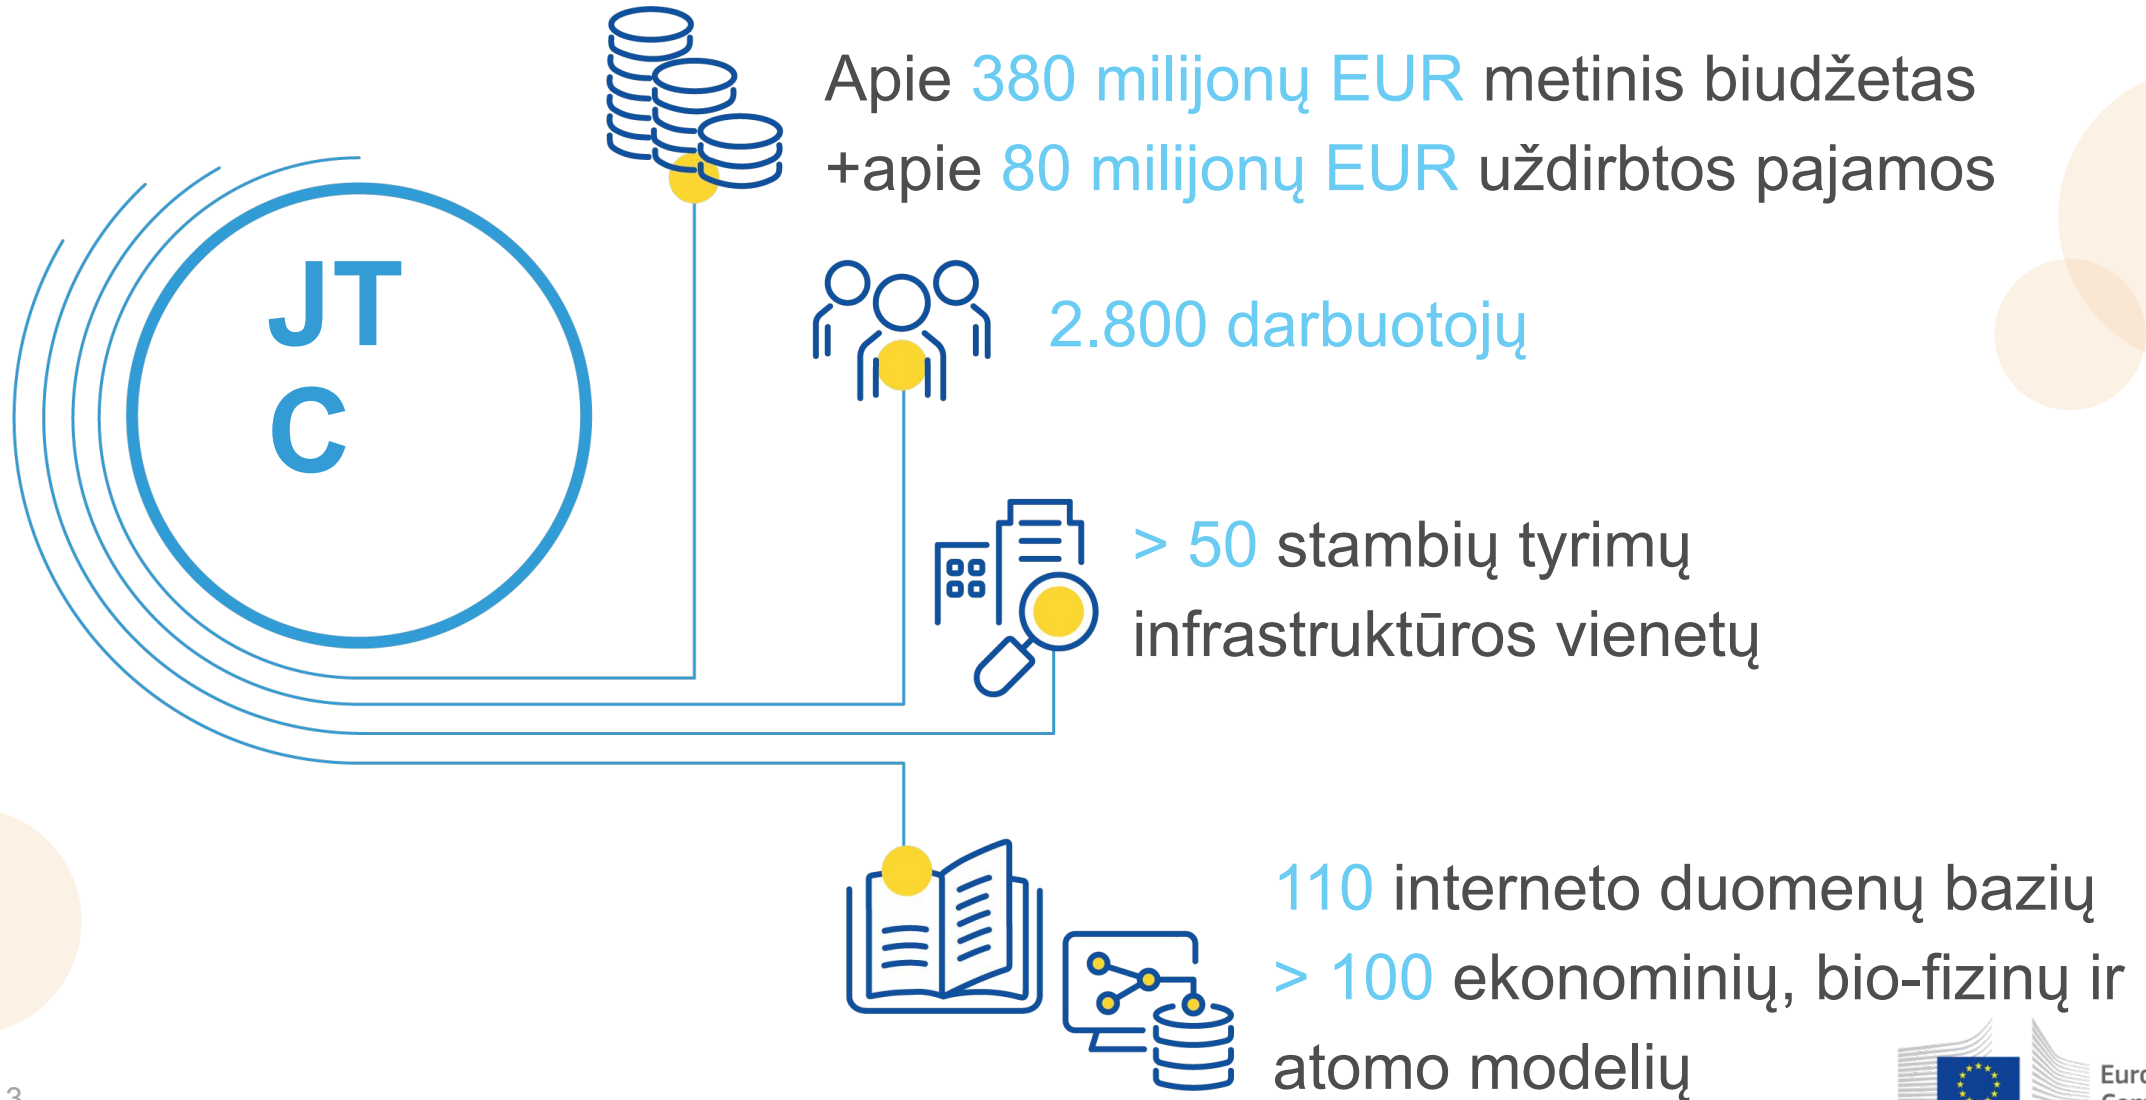 Apie 380 milijonų EUR metinis biudžetas
+apie 80 milijonų EUR uždirbtos pajamos
JT
C
2.800 darbuotojų
> 50 stambių tyrimų
infrastruktūros vienetų
110 interneto duomenų bazių
> 100 ekonominių, bio-fizinų ir
atomo modelių
3